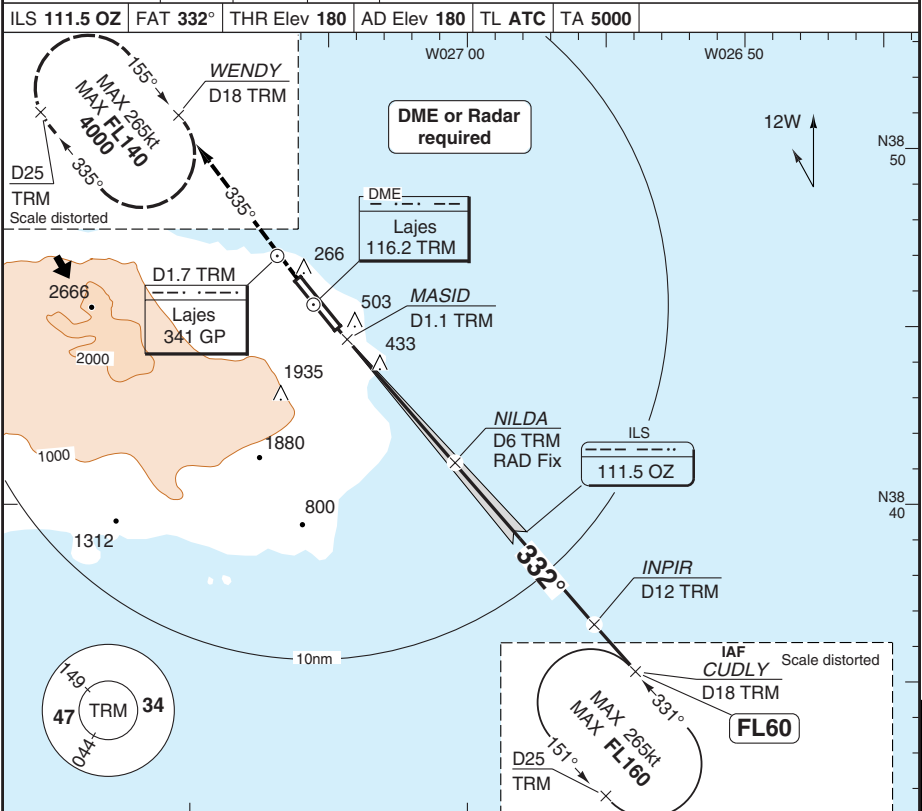 ILS 111.5 OZ FAT 332° THR Elev 180 AD Elev 180 TL ATC TA 5000
W027 00
W026 50
155°
WENDY
D18 TRM
MAX 265kt
MAX FL140
4000
335°
D25
TRM
Scale distorted
DME or Radar
required
12W
N38
50
335°
DME
Lajes
116.2 TRM
D1.7 TRM
Lajes
341 GP
266
503
MASID
D1.1 TRM
433
2666
2000
1935
1880
1000
1312
800
NILDA
D6 TRM
RAD Fix
ILS
111.5 OZ
N38
40
332°
INPIR
D12 TRM
10nm
IAF
CUDLY
D18 TRM
Scale distorted
FL60
331°
MAX 265kt
MAX FL160
151°
D25
TRM
149
47
TRM
34
044